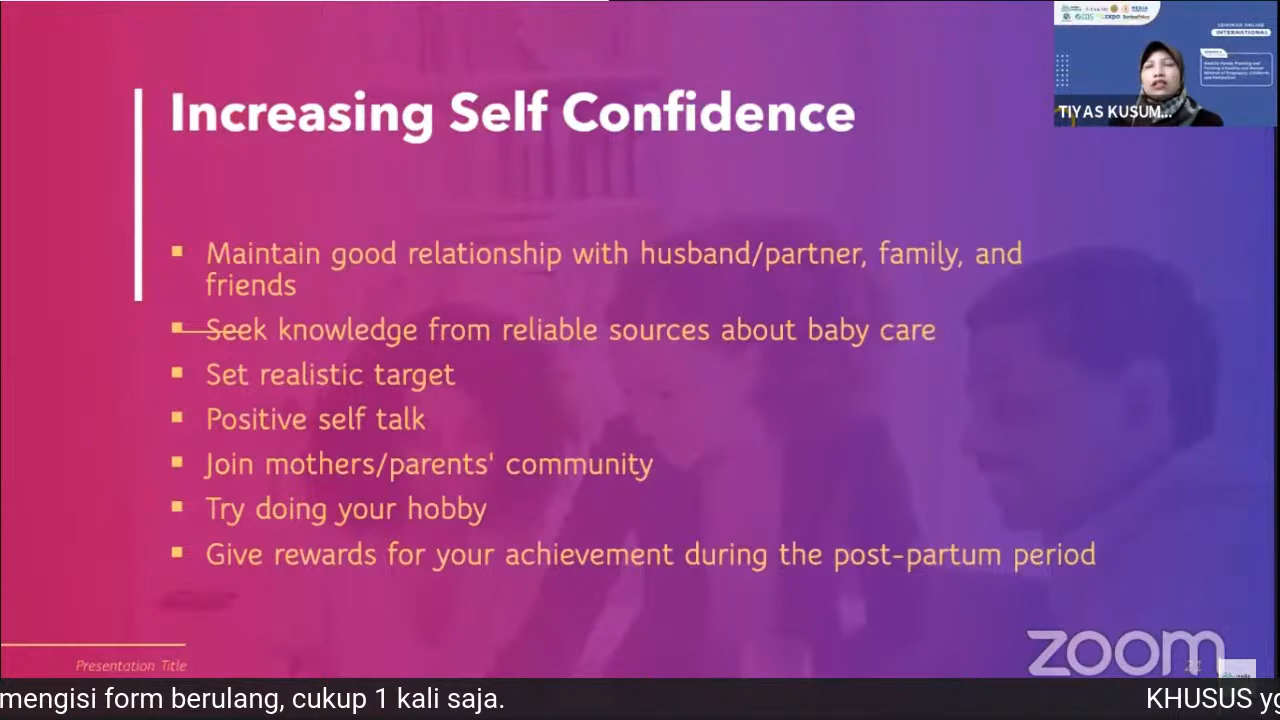 Increasing Self Confidence
Maintain good relationship with husband/partner, family, and
friends
Seek knowledge from reliable sources about baby care
Set realistic target
Positive self talk
Join mothers/parents' community
Try doing your hobby
Give rewards for your achievement during the post-partum period
Presentation Title
SEMINAR ONLINE
INTERNATIONAL
TIYAS KUSUM...
zoom
mengisi form berulang, cukup 1 kali saja.
KHUSUS yg